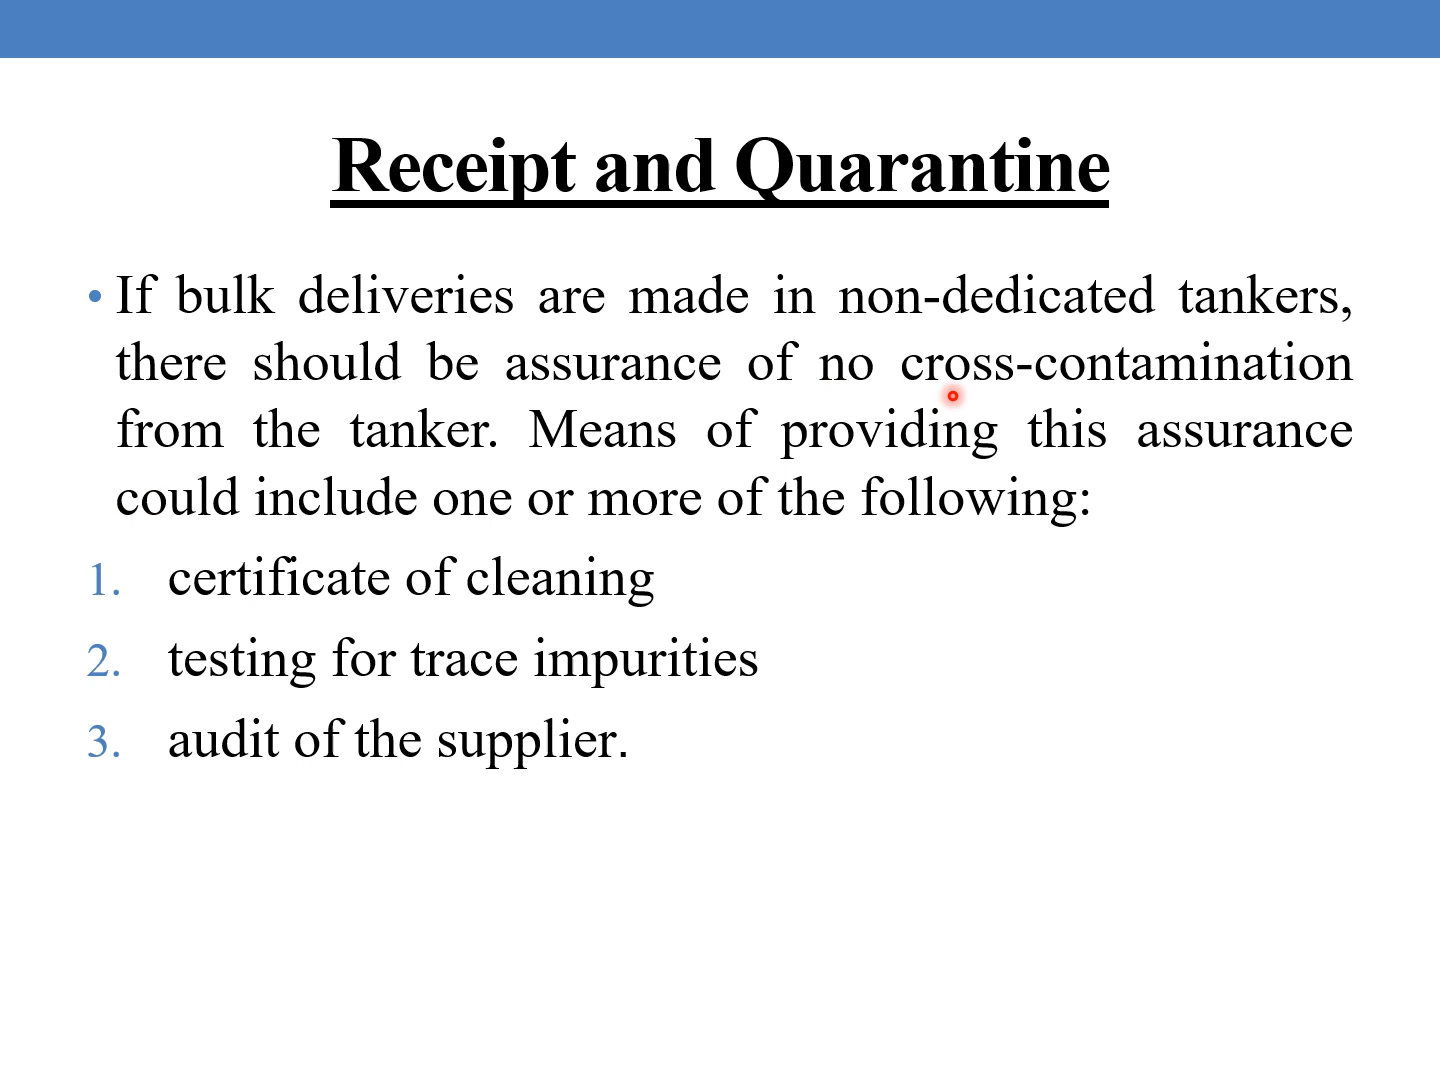 Receipt and Quarantine
• If bulk deliveries are made in non-dedicated tankers,
there should be assurance of no cross-contamination
from the tanker. Means of providing this assurance
could include one or more of the following:
1. certificate of cleaning
2. testing for trace impurities
3. audit of the supplier.